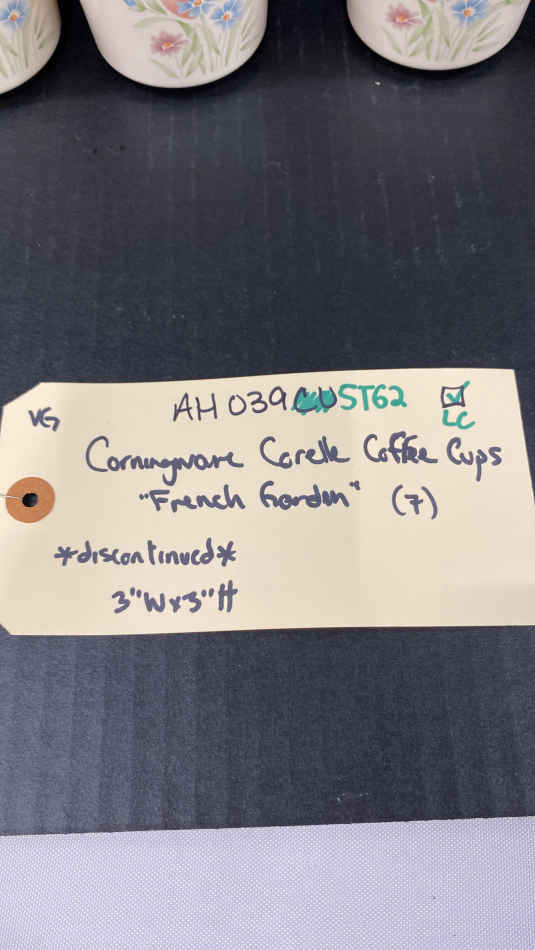 VG
AH 039 ST62
LC
Corningware Corelle Coffee Cups
"French Garden" (7)
*discontinued*
3"W x 3"H